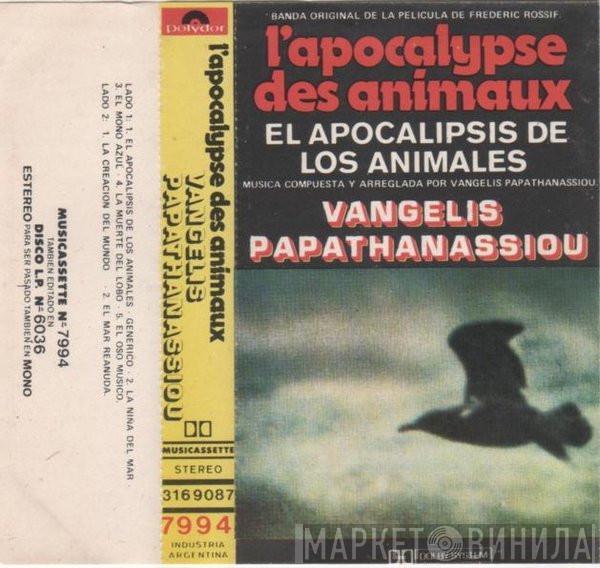 LADO 1: 1. EL APOCALIPSIS DE LOS ANIMALES - GENERICO · 2. LA NIÑA DEL MAR ·
3. EL MONO AZUL · 4. LA MUERTE DEL LOBO · 5. EL OSO MUSICO.
LADO 2: 1. LA CREACION DEL MUNDO · 2. EL MAR REANUDA.
MUSICASSETTE Nº 7994
TAMBIEN EDITADO EN
DISCO L.P. Nº 6036
ESTEREO PARA SER PASADO TAMBIEN EN MONO
polydor
l'apocalypse des animaux
VANGELIS
PAPATHANASSIOU
MUSICASSETTE
STEREO
3169087
7994
INDUSTRIA
ARGENTINA
BANDA ORIGINAL DE LA PELICULA DE FREDERIC ROSSIF.
l'apocalypse
des animaux
EL APOCALIPSIS DE
LOS ANIMALES
MUSICA COMPUESTA Y ARREGLADA POR VANGELIS PAPATHANASSIOU.
VANGELIS
PAPATHANASSIOU
МАРКЕТ ВИНИЛА
DOLBY SYSTEM